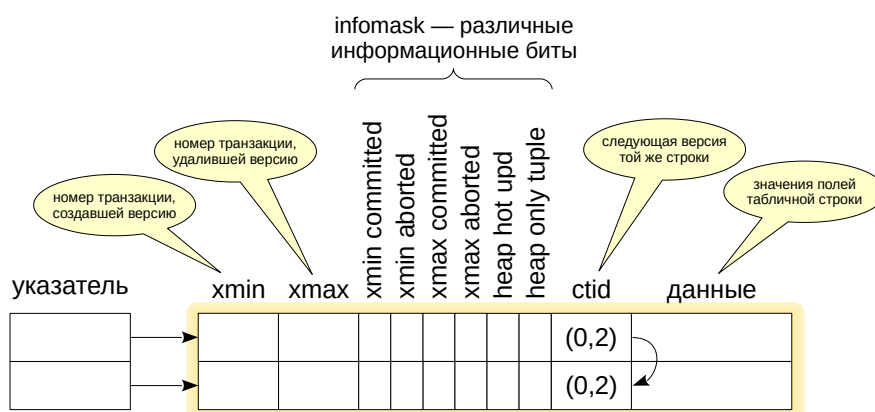 infomask — различные
информационные биты
номер транзакции,
удалившей версию
номер транзакции,
создавшей версию
следующая версия
той же строки
значения полей
табличной строки
указатель
xmin
xmax
xmin committed
xmin aborted
xmax committed
xmax aborted
heap hot upd
heap only tuple
ctid
данные
(0,2)
(0,2)